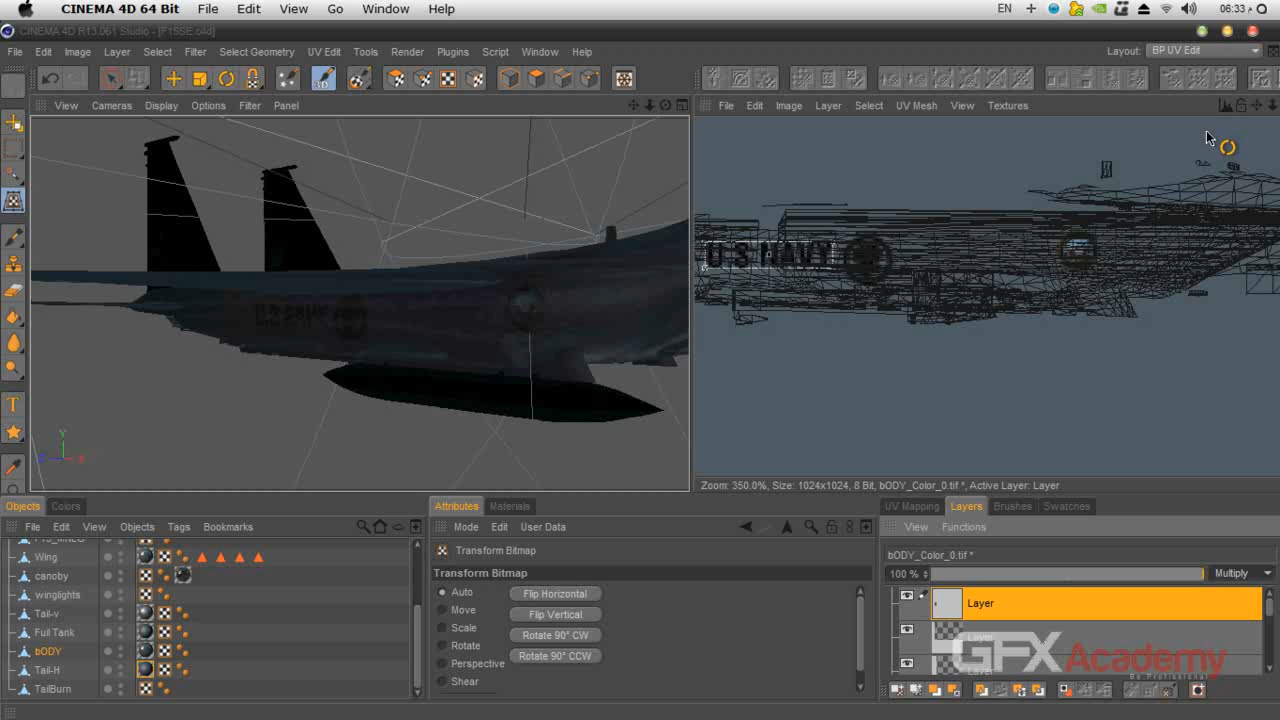 CINEMA 4D 64 Bit File Edit View Go Window Help EN 06:33 م
CINEMA 4D R13.061 Studio - [F15SE.c4d]
File Edit Image Layer Select Filter Select Geometry UV Edit Tools Render Plugins Script Window Help Layout: BP UV Edit
3D
View Cameras Display Options Filter Panel
File Edit Image Layer Select UV Mesh View Textures
U S NAVY
Y
Zoom: 350.0%, Size: 1024x1024, 8 Bit, bODY_Color_0.tif *, Active Layer: Layer
Objects Colors
Attributes Materials
UV Mapping Layers Brushes Swatches
File Edit View Objects Tags Bookmarks
Mode Edit User Data
View Functions
Wing
canoby
winglights
Tail-v
Full Tank
bODY
Tail-H
TailBurn
Transform Bitmap
Transform Bitmap
Auto Flip Horizontal
Move Flip Vertical
Scale Rotate 90° CW
Rotate Rotate 90° CCW
Perspective
Shear
bODY_Color_0.tif *
100 % Multiply
Layer
Layer
Layer
GFX Academy
Be Professional